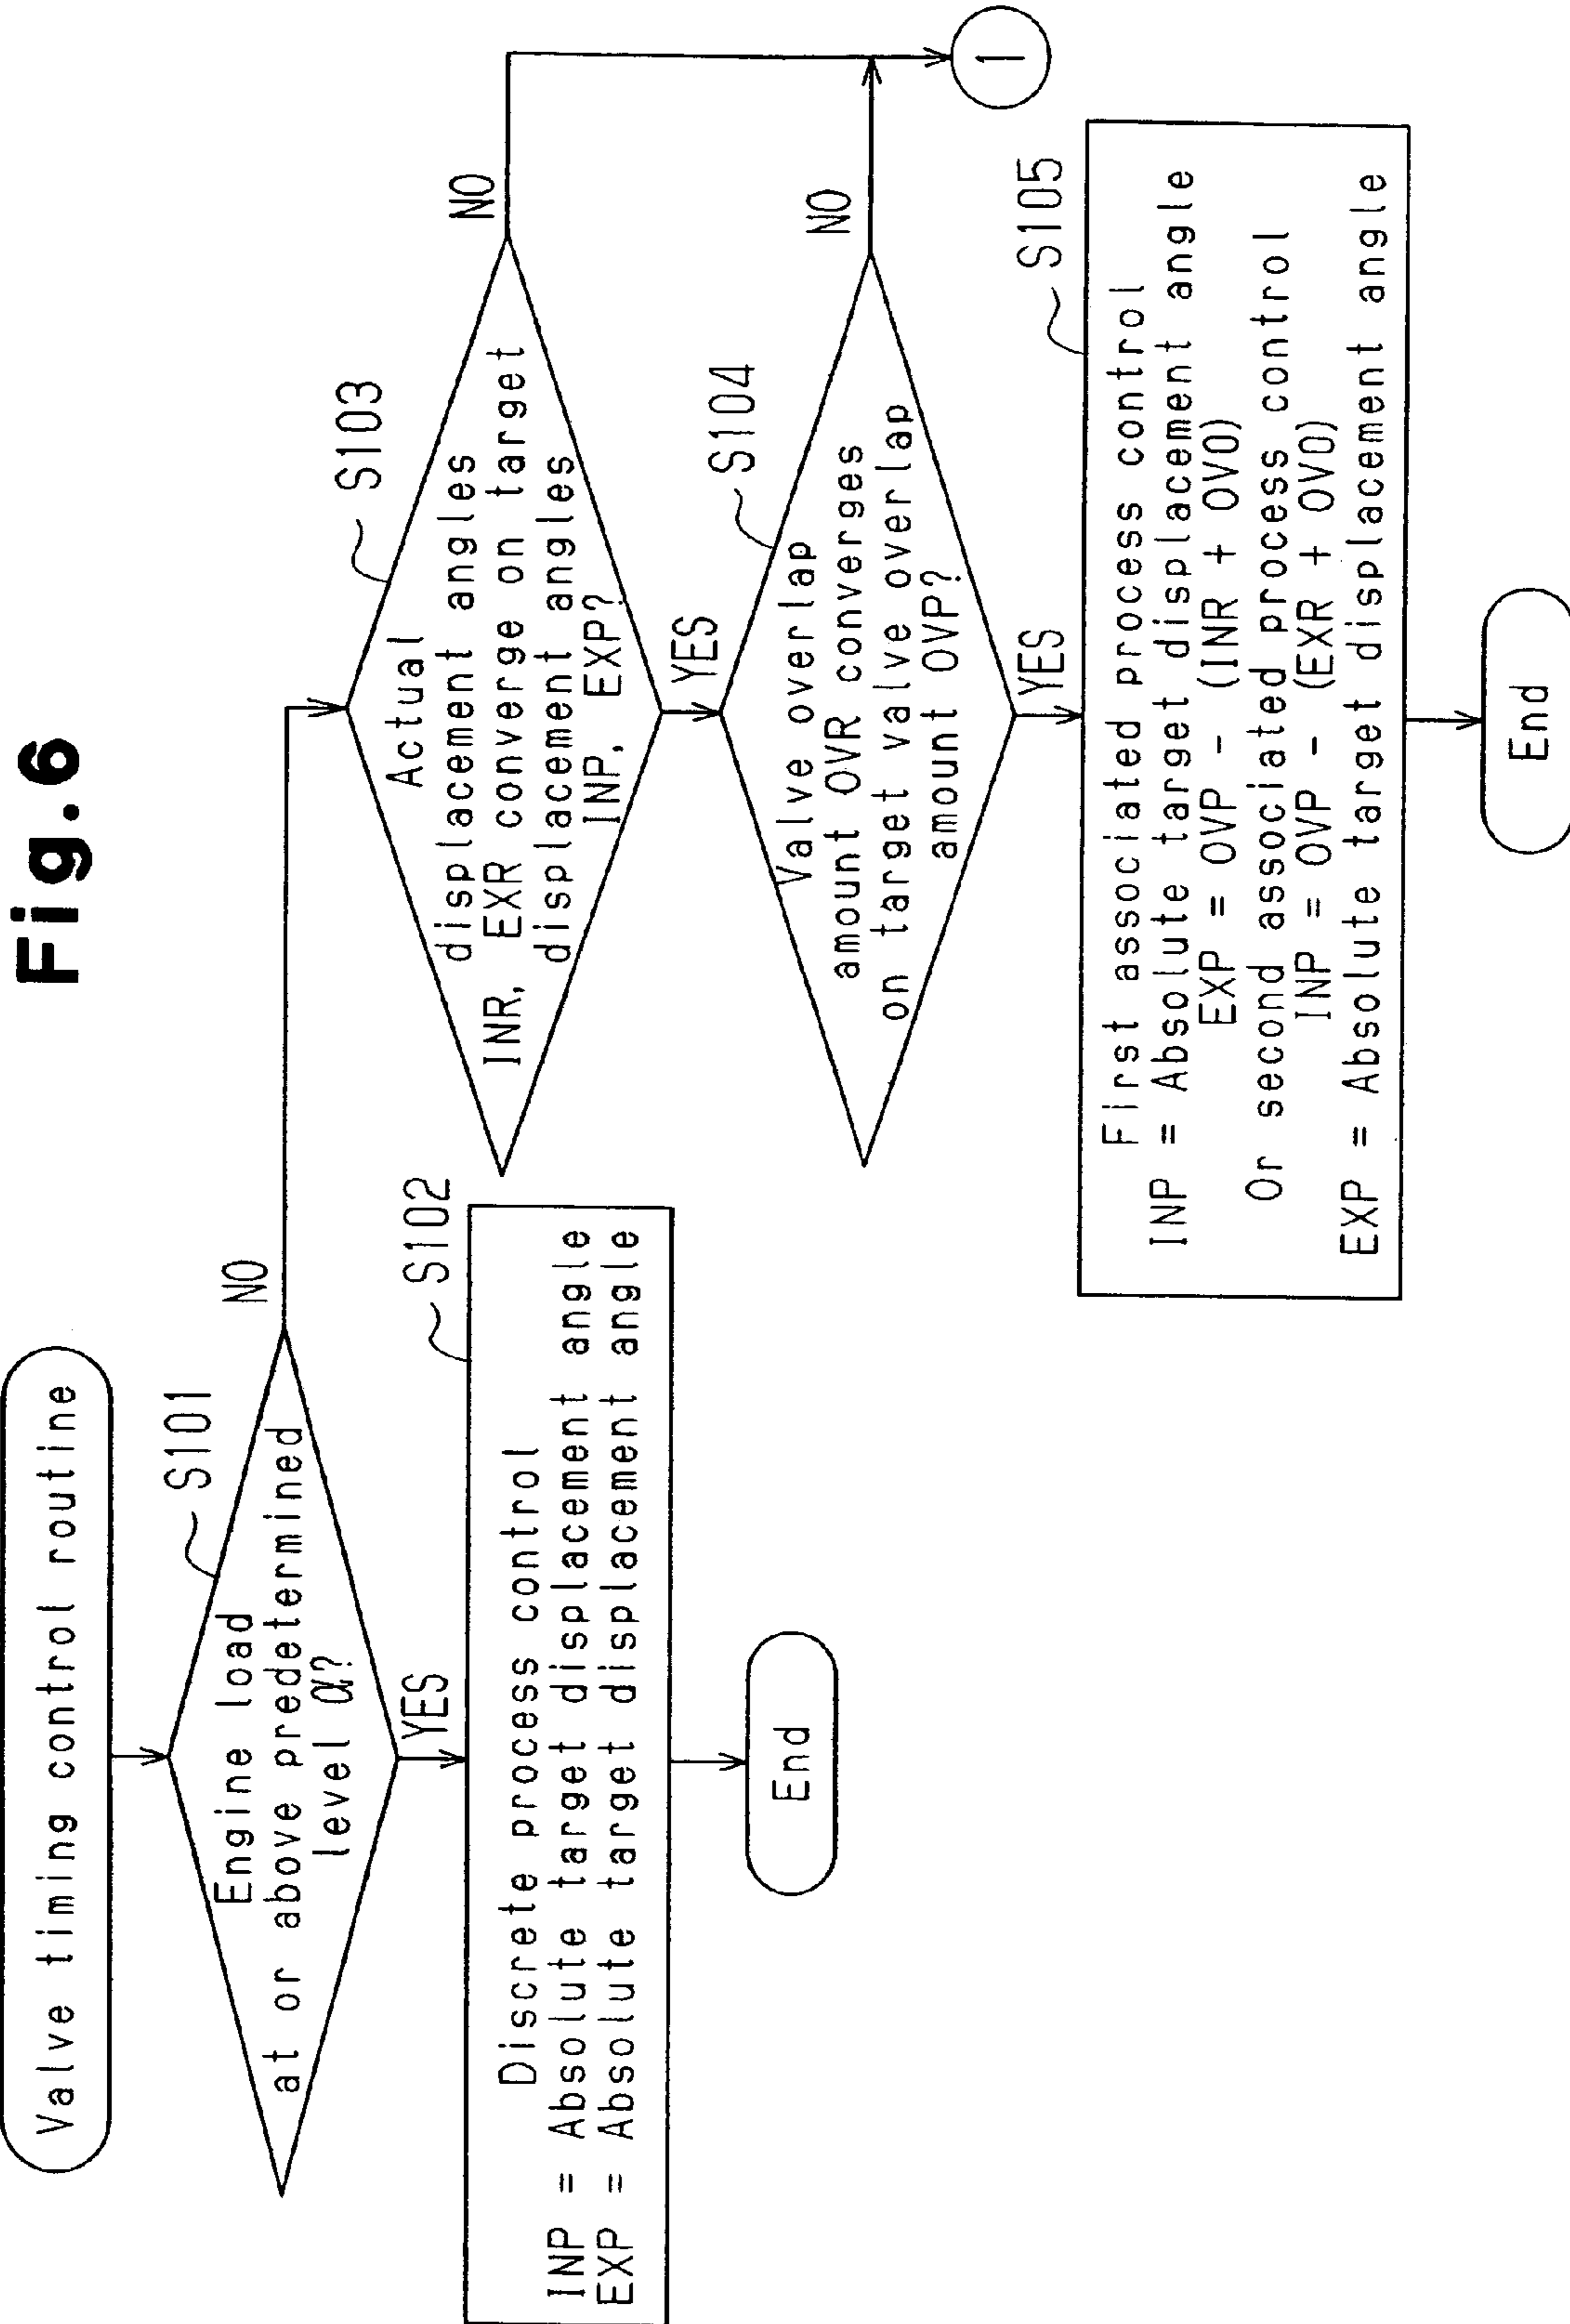 Fig.6
Valve timing control routine
S101
Engine load
at or above predetermined
level α?
NO
YES
S102
Discrete process control
INP = Absolute target displacement angle
EXP = Absolute target displacement angle
End
S103
Actual
displacement angles
INR, EXR converge on target
displacement angles
INP, EXP?
NO
YES
S104
Valve overlap
amount OVR converges
on target valve overlap
amount OVP?
NO
YES
1
S105
First associated process control
INP = Absolute target displacement angle
EXP = OVP - (INR + OV0)
Or second associated process control
INP = OVP - (EXR + OV0)
EXP = Absolute target displacement angle
End